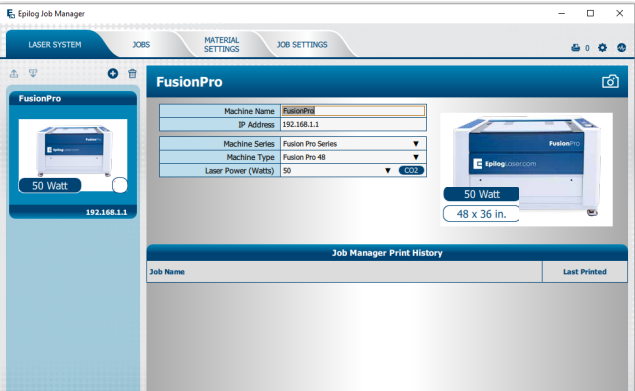 Epilog Job Manager
LASER SYSTEM
JOBS
MATERIAL
SETTINGS
JOB SETTINGS
0
FusionPro
FusionPro
EpilogLaser.com
50 Watt
192.168.1.1
FusionPro
Machine Name FusionPro
IP Address 192.168.1.1
Machine Series Fusion Pro Series
Machine Type Fusion Pro 48
Laser Power (Watts) 50 CO2
FusionPro
EpilogLaser.com
50 Watt
48 x 36 in.
Job Manager Print History
Job Name Last Printed